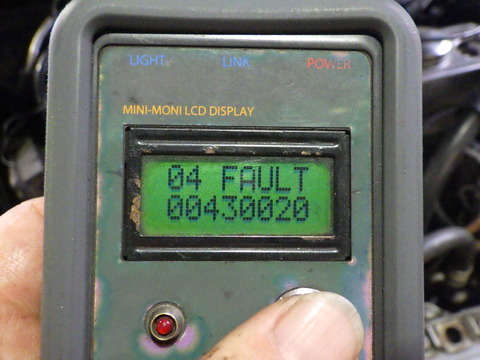 LIGHT LINK POWER
MINI-MONI LCD DISPLAY
04 FAULT
00430020